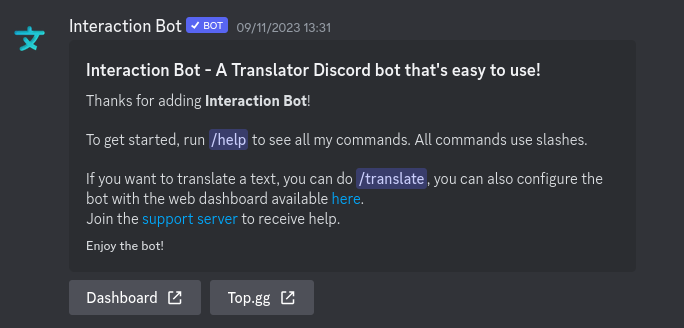 Interaction Bot BOT 09/11/2023 13:31
Interaction Bot - A Translator Discord bot that's easy to use!
Thanks for adding Interaction Bot!
To get started, run /help to see all my commands. All commands use slashes.
If you want to translate a text, you can do /translate, you can also configure the
bot with the web dashboard available here.
Join the support server to receive help.
Enjoy the bot!
Dashboard Top.gg